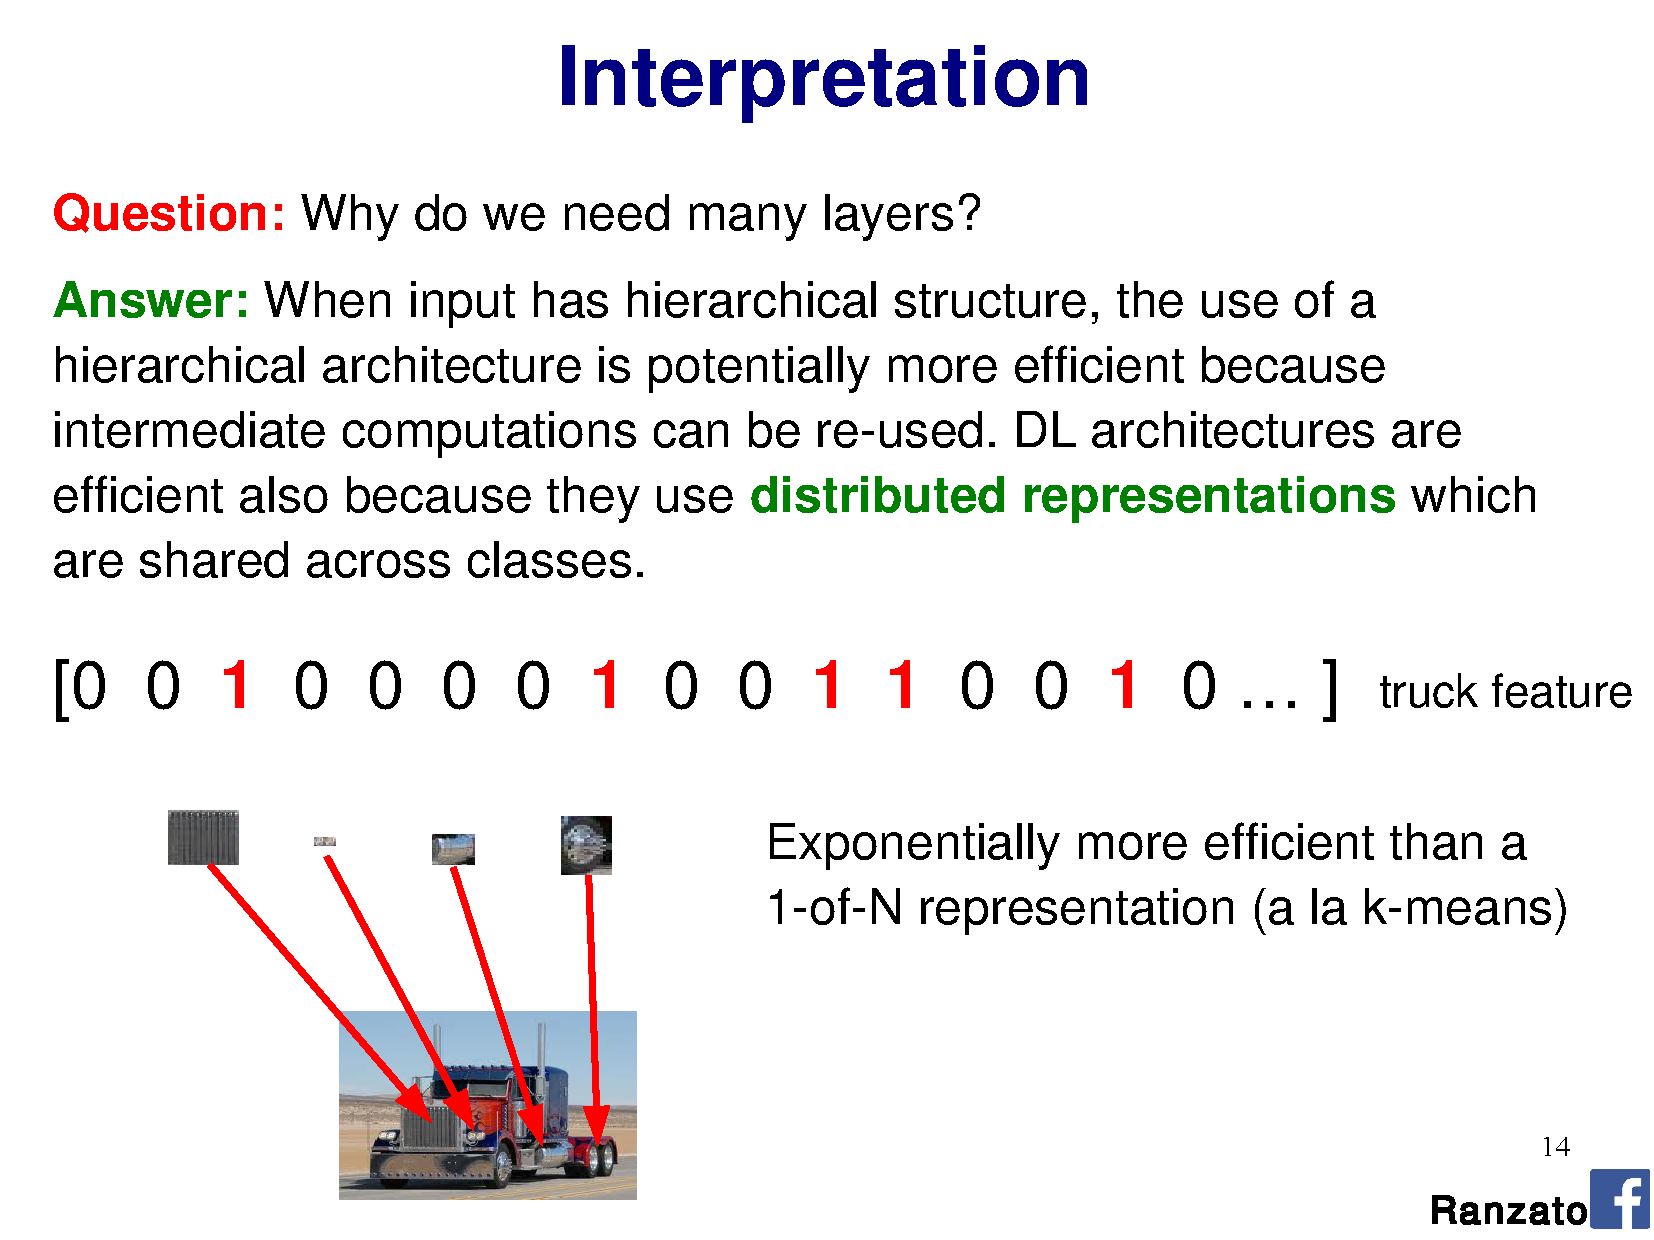 Interpretation
Question: Why do we need many layers?
Answer: When input has hierarchical structure, the use of a
hierarchical architecture is potentially more efficient because
intermediate computations can be re-used. DL architectures are
efficient also because they use distributed representations which
are shared across classes.
[0 0 1 0 0 0 0 1 0 0 1 1 0 0 1 0 … ] truck feature
Exponentially more efficient than a
1-of-N representation (a la k-means)
14
Ranzato f